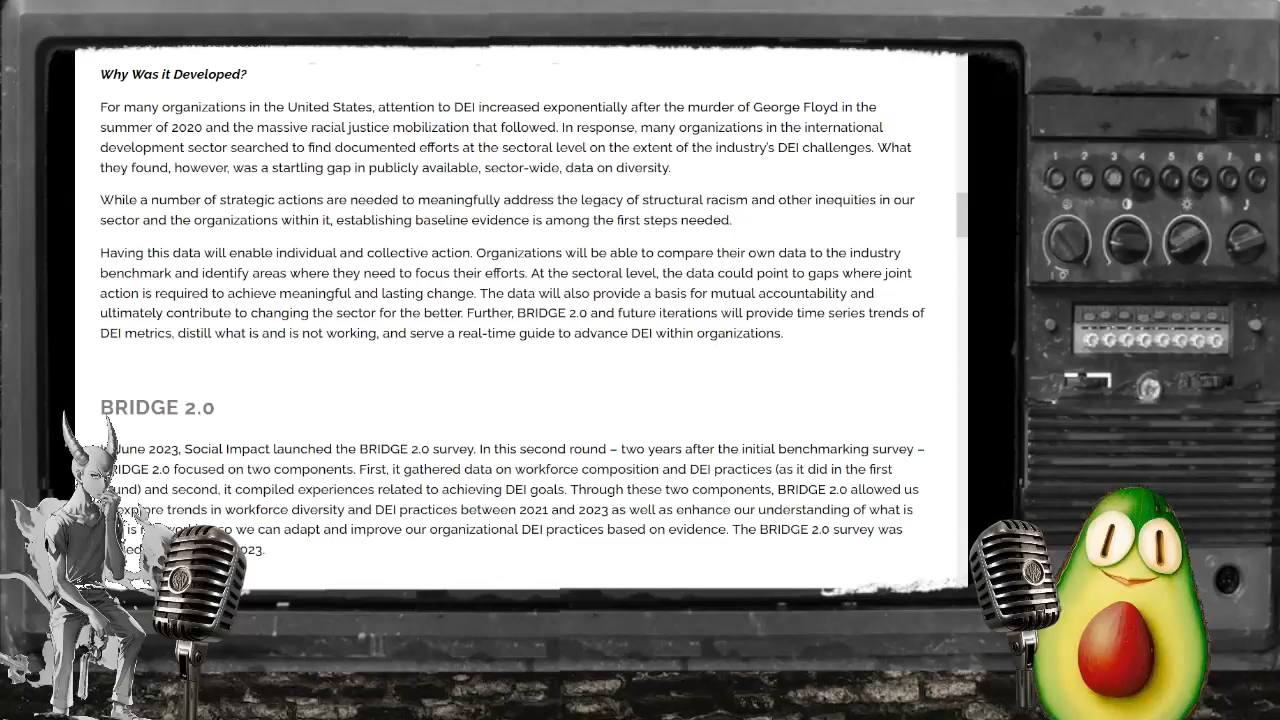 Why Was it Developed?
For many organizations in the United States, attention to DEI increased exponentially after the murder of George Floyd in the
summer of 2020 and the massive racial justice mobilization that followed. In response, many organizations in the international
development sector searched to find documented efforts at the sectoral level on the extent of the industry's DEI challenges. What
they found, however, was a startling gap in publicly available, sector-wide, data on diversity.
While a number of strategic actions are needed to meaningfully address the legacy of structural racism and other inequities in our
sector and the organizations within it, establishing baseline evidence is among the first steps needed.
Having this data will enable individual and collective action. Organizations will be able to compare their own data to the industry
benchmark and identify areas where they need to focus their efforts. At the sectoral level, the data could point to gaps where joint
action is required to achieve meaningful and lasting change. The data will also provide a basis for mutual accountability and
ultimately contribute to changing the sector for the better. Further, BRIDGE 2.0 and future iterations will provide time series trends of
DEI metrics, distill what is and is not working, and serve a real-time guide to advance DEI within organizations.
BRIDGE 2.0
June 2023, Social Impact launched the BRIDGE 2.0 survey. In this second round – two years after the initial benchmarking survey –
BRIDGE 2.0 focused on two components. First, it gathered data on workforce composition and DEI practices (as it did in the first
and second, it compiled experiences related to achieving DEI goals. Through these two components, BRIDGE 2.0 allowed us
explore trends in workforce diversity and DEI practices between 2021 and 2023 as well as enhance our understanding of what is
is so we can adapt and improve our organizational DEI practices based on evidence. The BRIDGE 2.0 survey was
1 2 3 4 5 6 7 8